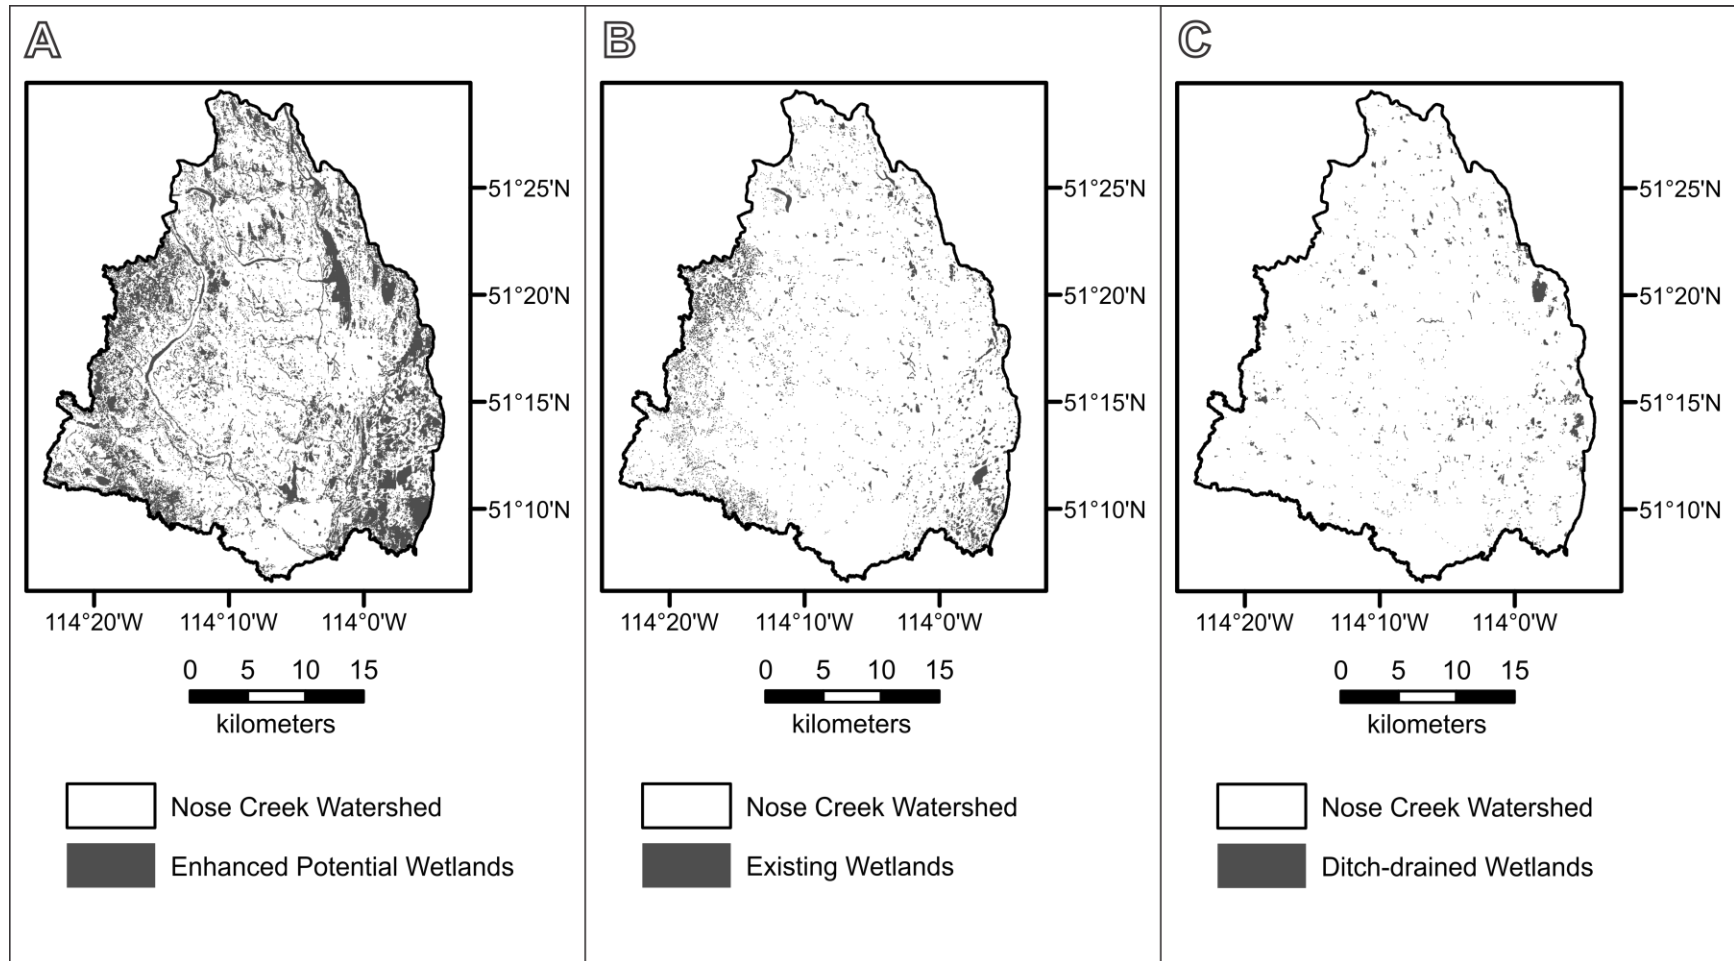 A
51°25'N
51°20'N
51°15'N
51°10'N
114°20'W 114°10'W 114°0'W
0 5 10 15
kilometers
Nose Creek Watershed
Enhanced Potential Wetlands
B
51°25'N
51°20'N
51°15'N
51°10'N
114°20'W 114°10'W 114°0'W
0 5 10 15
kilometers
Nose Creek Watershed
Existing Wetlands
C
51°25'N
51°20'N
51°15'N
51°10'N
114°20'W 114°10'W 114°0'W
0 5 10 15
kilometers
Nose Creek Watershed
Ditch-drained Wetlands